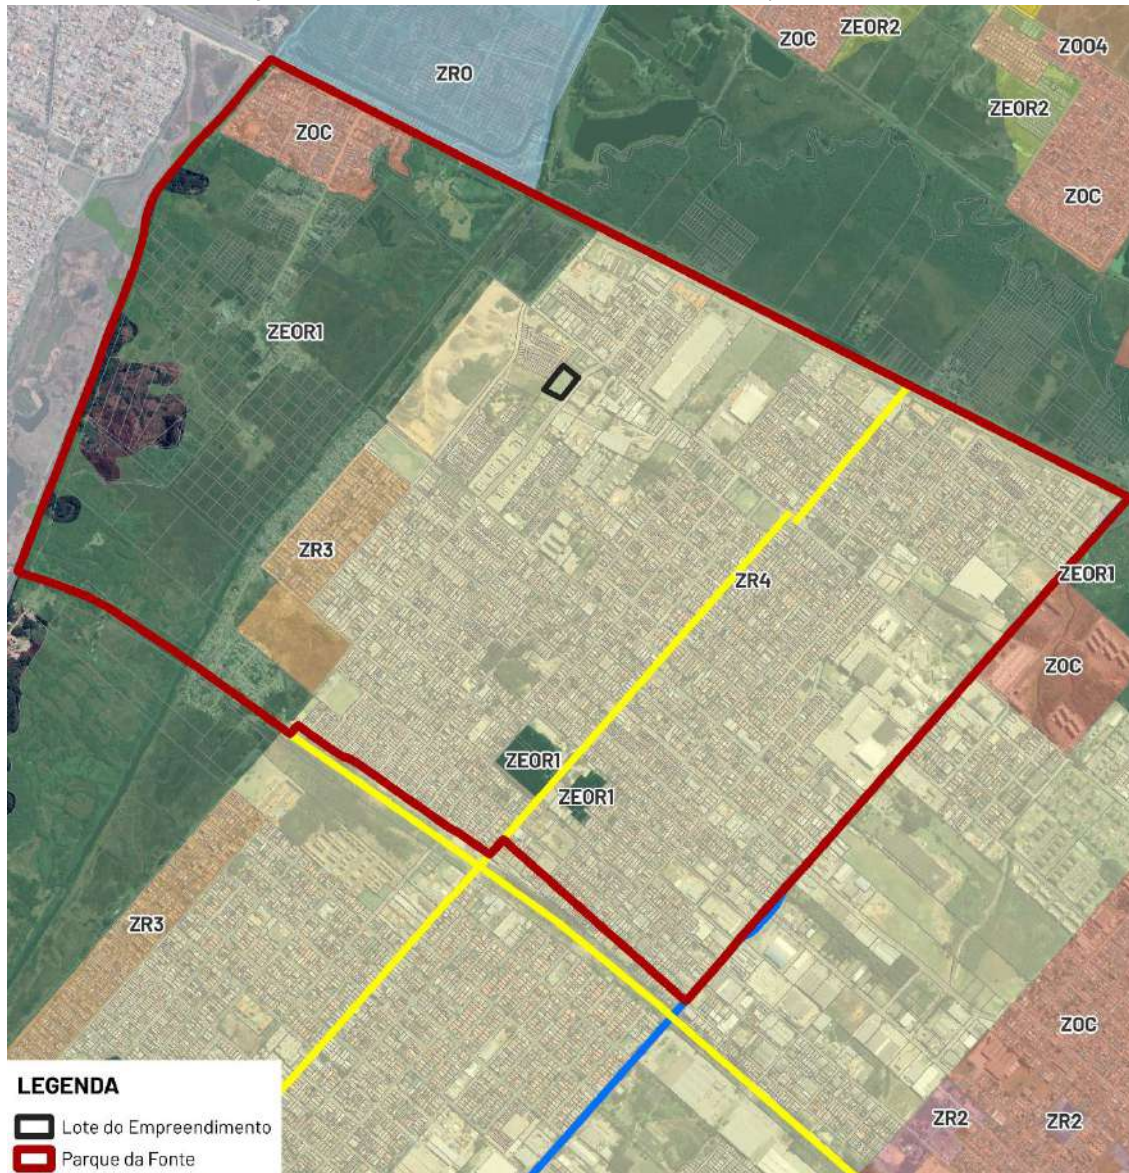 ZOC
ZEOR2
ZOO4
ZRO
ZEOR2
ZOC
ZOC
ZEOR1
ZR3
ZR4
ZEOR1
ZOC
ZEOR1
ZEOR1
ZR3
ZOC
ZR2
ZR2
LEGENDA
Lote do Empreendimento
Parque da Fonte